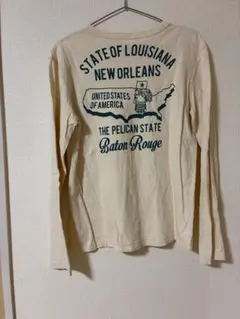 STATE OF LOUISIANA
NEW ORLEANS
UNITED STATES
OF AMERICA
THE PELICAN STATE
Baton Rouge